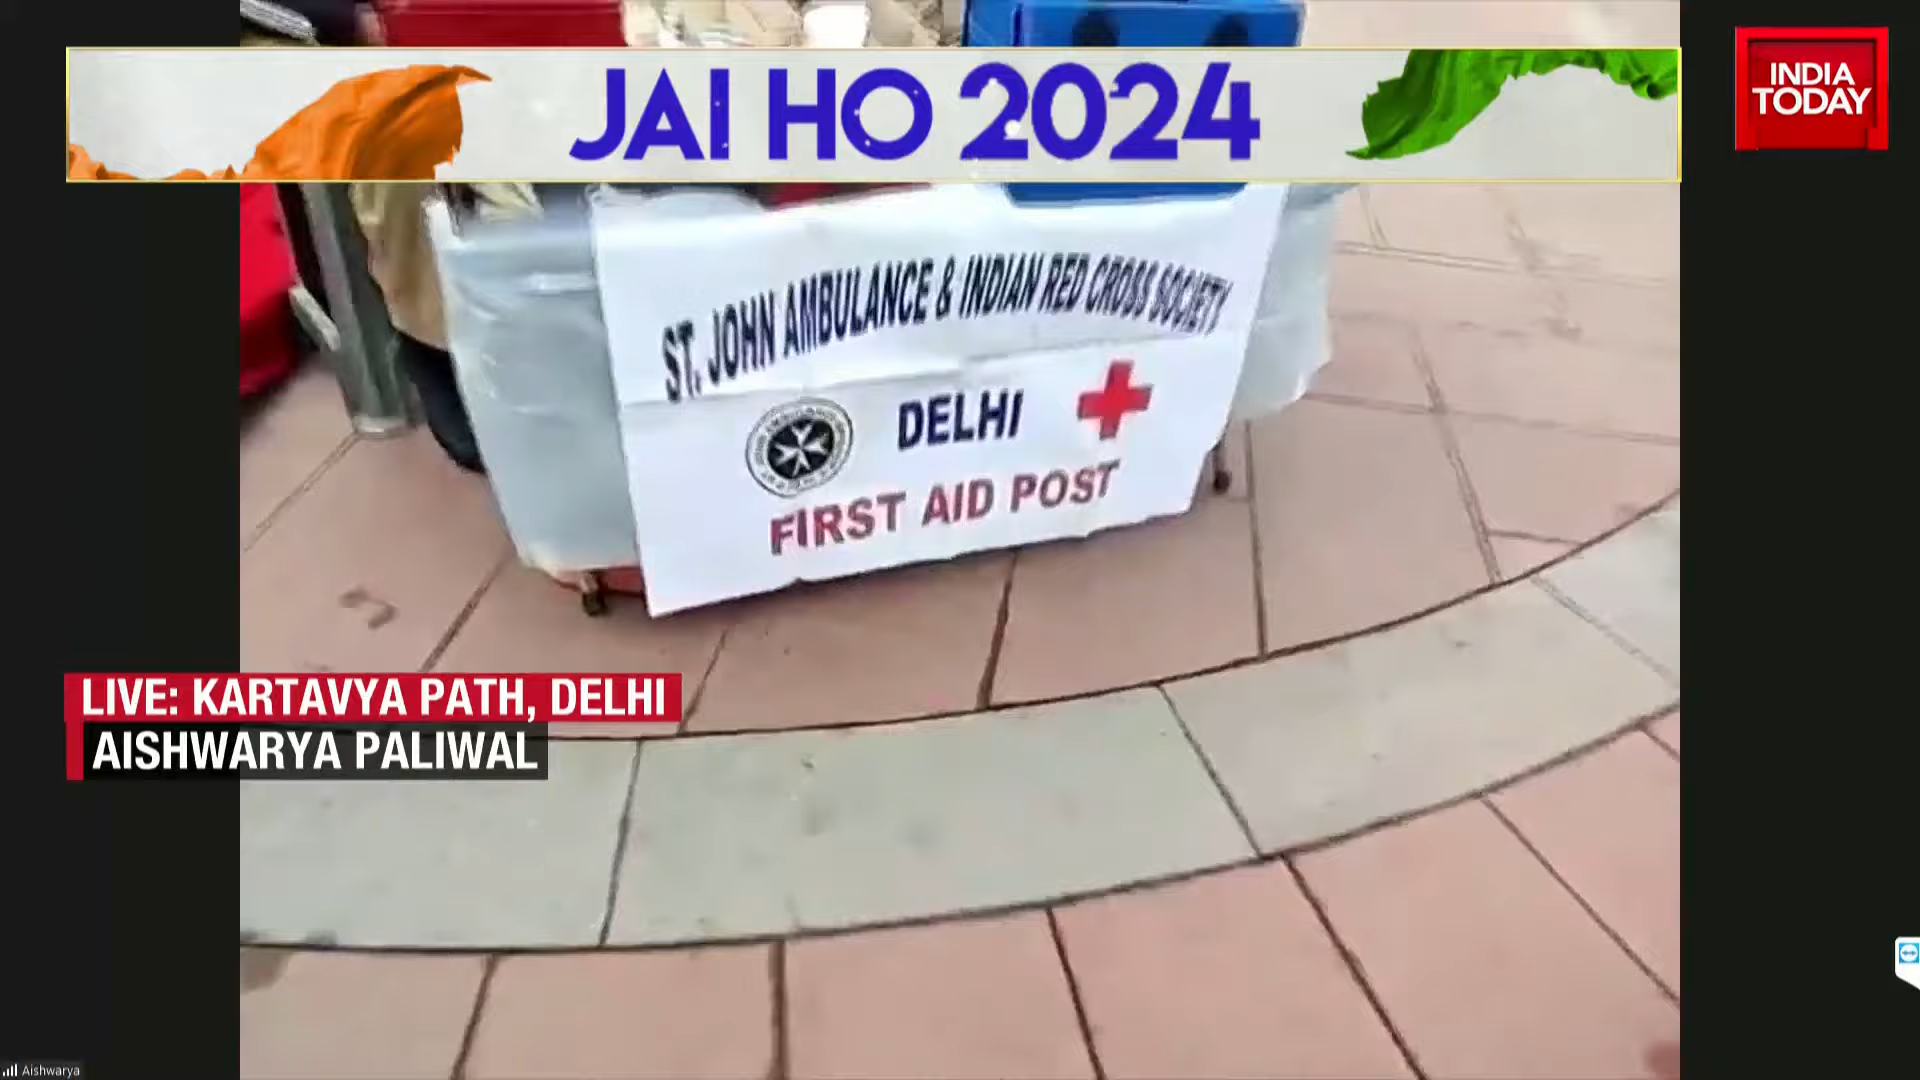 JAI HO 2024
INDIA
TODAY
ST. JOHN AMBULANCE & INDIAN RED CROSS SOCIETY
DELHI
FIRST AID POST
LIVE: KARTAVYA PATH, DELHI
AISHWARYA PALIWAL
Aishwarya